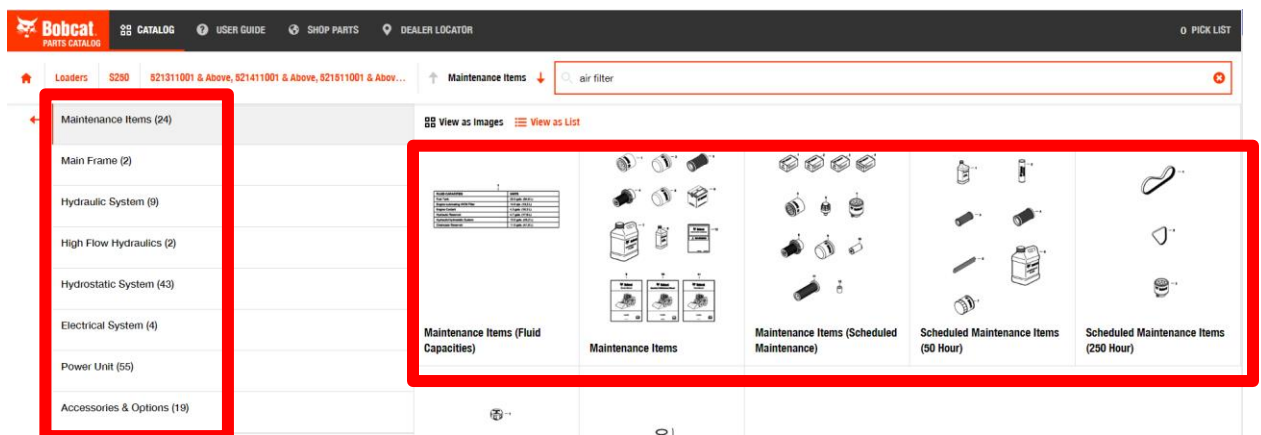 Bobcat
PARTS CATALOG
CATALOG
USER GUIDE
SHOP PARTS
DEALER LOCATOR
0 PICK LIST
Loaders
S250
521311001 & Above, 521411001 & Above, 521511001 & Abov...
Maintenance Items
air filter
Maintenance Items (24)
View as Images
View as List
Main Frame (2)
Hydraulic System (9)
High Flow Hydraulics (2)
Hydrostatic System (43)
Electrical System (4)
Power Unit (55)
Accessories & Options (19)
Maintenance Items (Fluid
Capacities)
Maintenance Items
Maintenance Items (Scheduled
Maintenance)
Scheduled Maintenance Items
(50 Hour)
Scheduled Maintenance Items
(250 Hour)